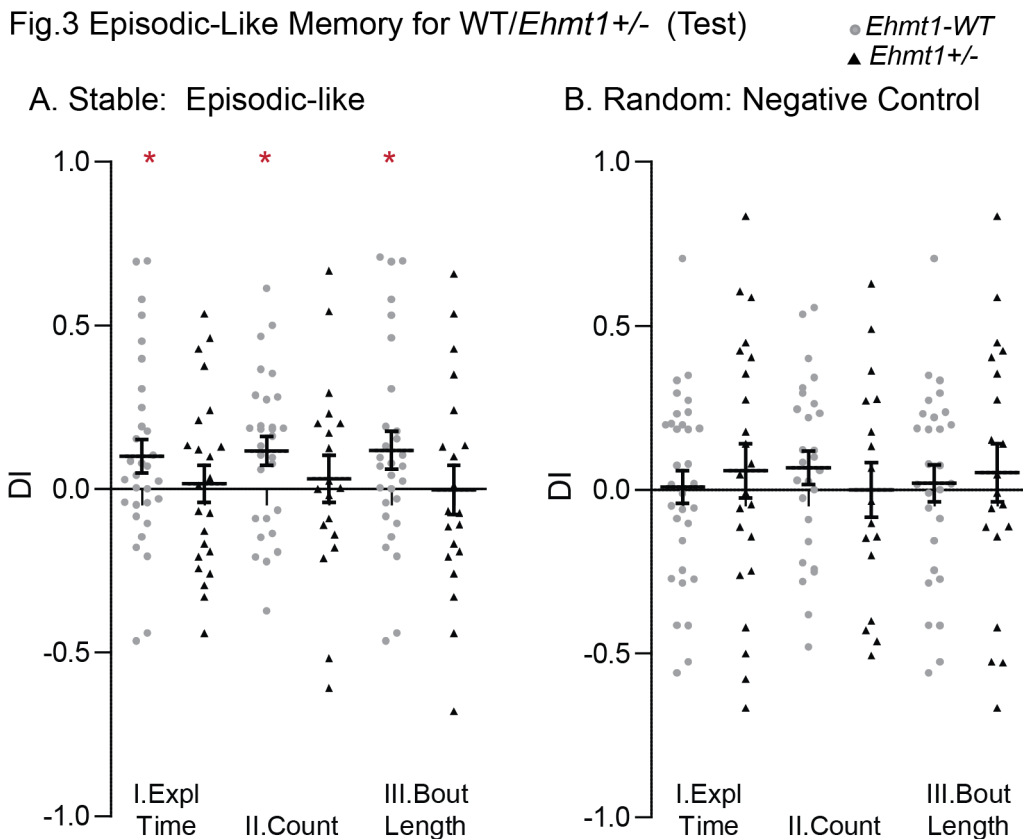 Fig.3 Episodic-Like Memory for WT/Ehmt1+/- (Test)
Ehmt1-WT
Ehmt1+/-
A. Stable: Episodic-like
B. Random: Negative Control
* * *
1.0
0.5
0.0
-0.5
-1.0
DI
I.Expl
Time
II.Count
III.Bout
Length
1.0
0.5
0.0
-0.5
-1.0
DI
I.Expl
Time
II.Count
III.Bout
Length